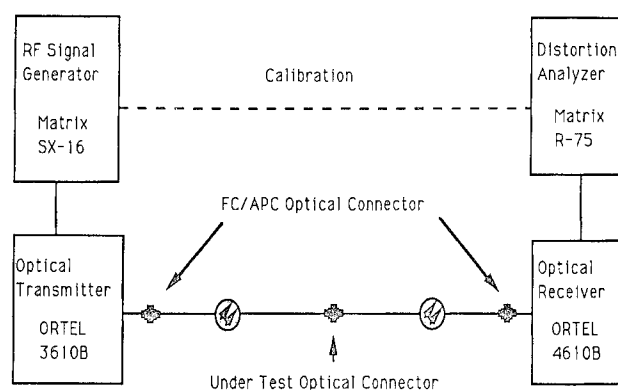 RF Signal
Generator
Matrix
SX-16
Calibration
Distortion
Analyzer
Matrix
R-75
FC/APC Optical Connector
Optical
Transmitter
ORTEL
3610B
Optical
Receiver
ORTEL
4610B
Under Test Optical Connector